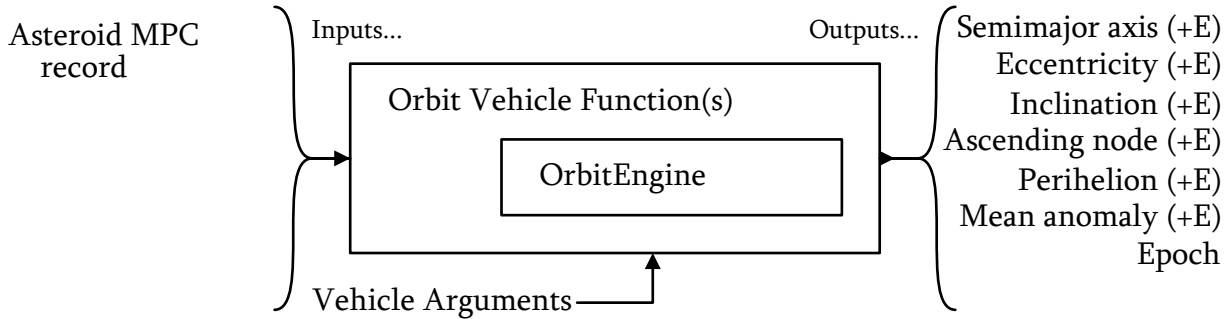 Asteroid MPC
record
Inputs...
Outputs...
Orbit Vehicle Function(s)
OrbitEngine
Vehicle Arguments
Semimajor axis (+E)
Eccentricity (+E)
Inclination (+E)
Ascending node (+E)
Perihelion (+E)
Mean anomaly (+E)
Epoch